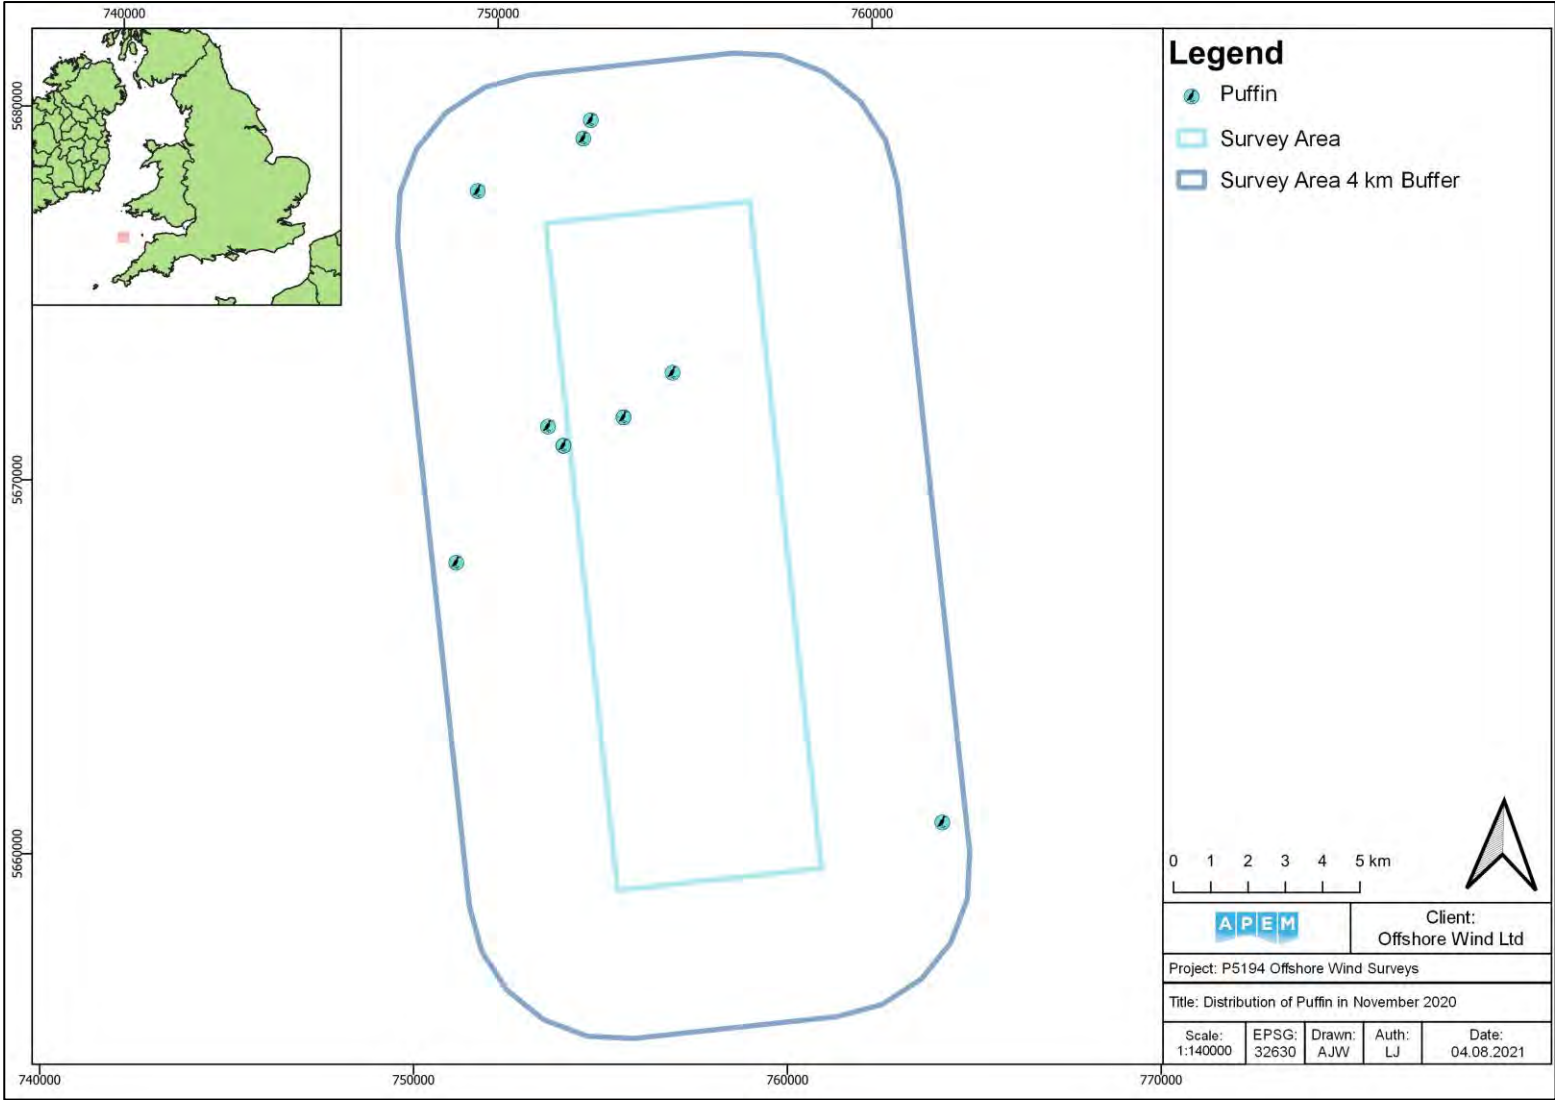 740000
750000
760000
5680000
5670000
5660000
740000
750000
760000
770000
Legend
Puffin
Survey Area
Survey Area 4 km Buffer
0 1 2 3 4 5 km
APEM
Client:
Offshore Wind Ltd
Project: P5194 Offshore Wind Surveys
Title: Distribution of Puffin in November 2020
Scale:
1:140000
EPSG:
32630
Drawn:
AJW
Auth:
LJ
Date:
04.08.2021